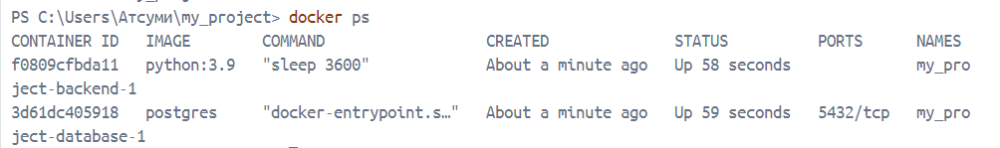 PS C:\Users\Атсуми\my_project> docker ps
CONTAINER ID   IMAGE        COMMAND                  CREATED              STATUS          PORTS      NAMES
f0809cfbda11   python:3.9   "sleep 3600"             About a minute ago   Up 58 seconds              my_pro
ject-backend-1
3d61dc405918   postgres     "docker-entrypoint.s…"   About a minute ago   Up 59 seconds   5432/tcp   my_pro
ject-database-1